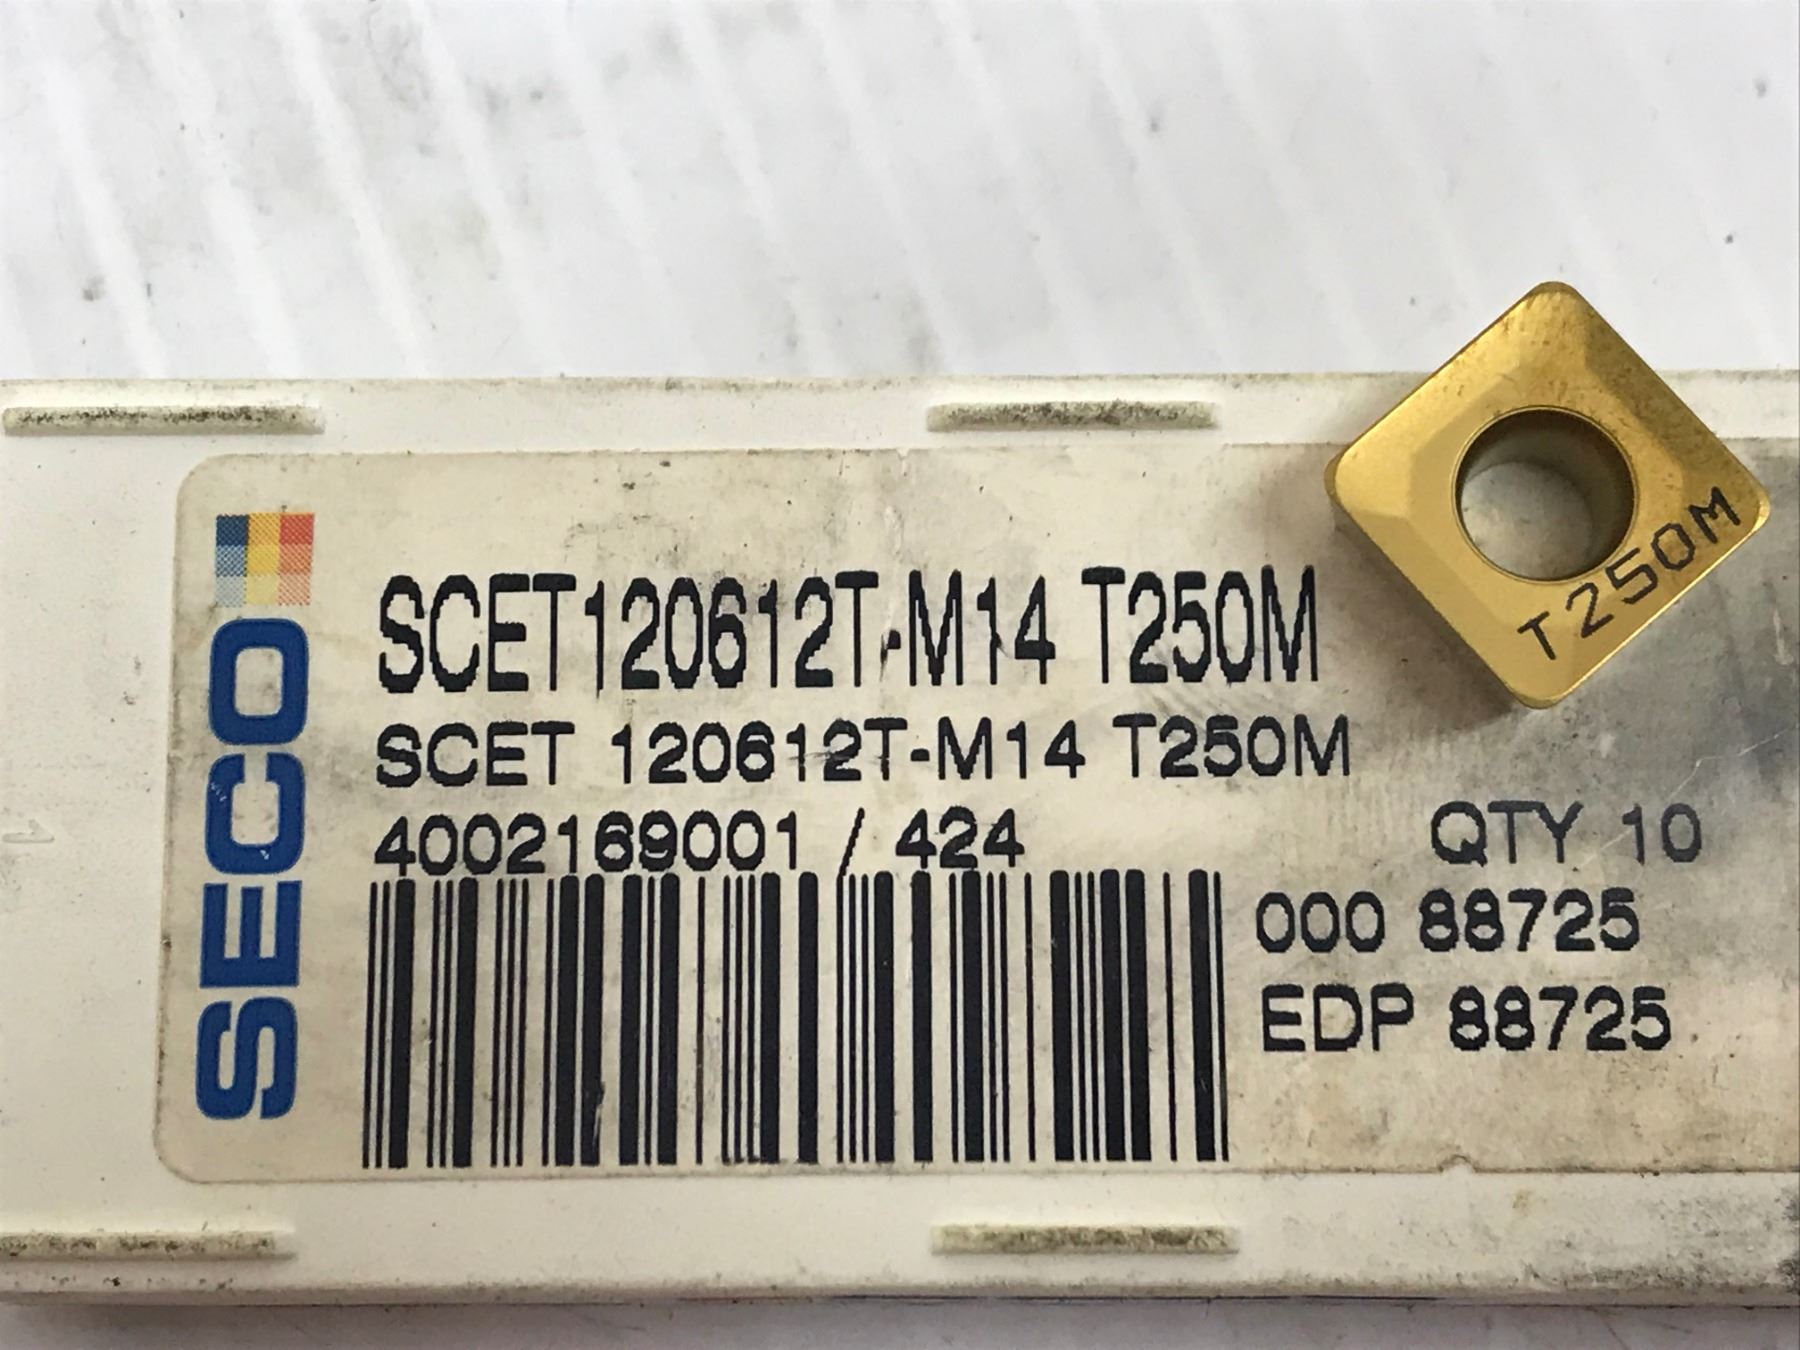 SECO
SCET120612T-M14 T250M
SCET 120612T-M14 T250M
4002169001 / 424
QTY 10
000 88725
EDP 88725
T250M